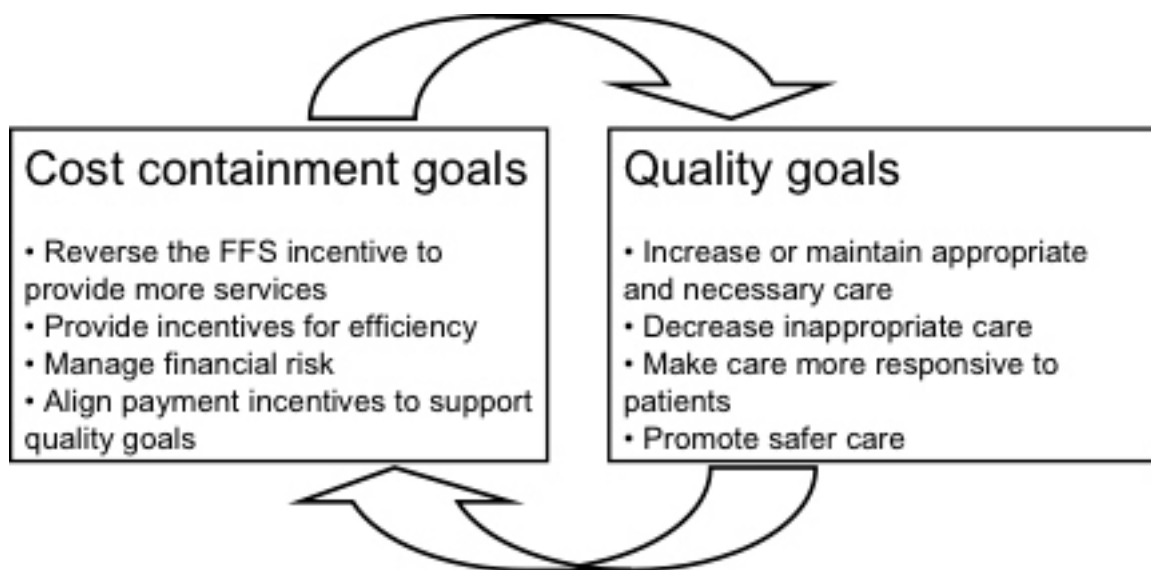 Cost containment goals
• Reverse the FFS incentive to
provide more services
• Provide incentives for efficiency
• Manage financial risk
• Align payment incentives to support
quality goals
Quality goals
• Increase or maintain appropriate
and necessary care
• Decrease inappropriate care
• Make care more responsive to
patients
• Promote safer care